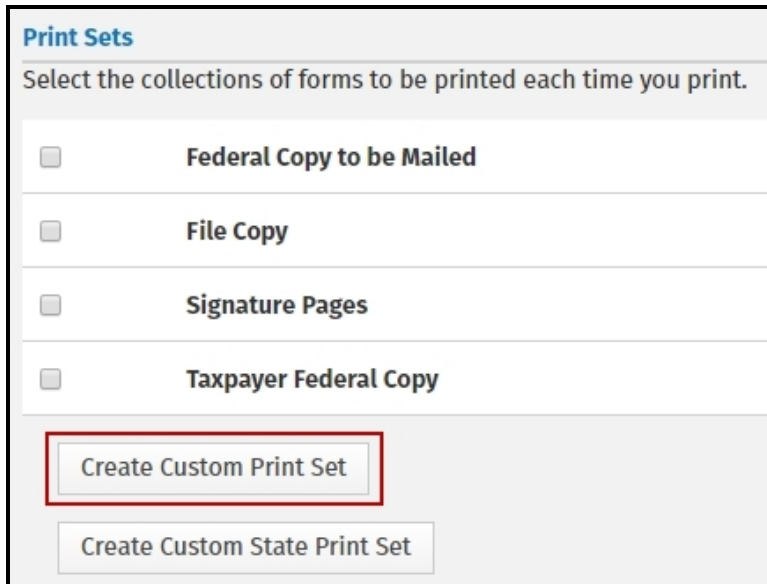 Print Sets
Select the collections of forms to be printed each time you print.
Federal Copy to be Mailed
File Copy
Signature Pages
Taxpayer Federal Copy
Create Custom Print Set
Create Custom State Print Set